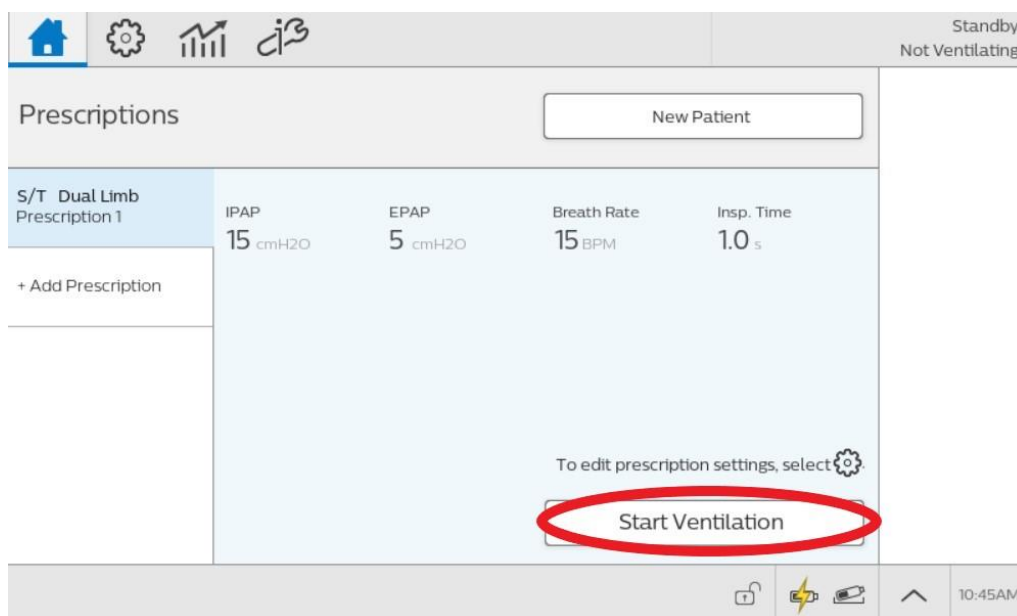 Standby
Not Ventilating
Prescriptions
New Patient
S/T Dual Limb
Prescription 1
+ Add Prescription
IPAP EPAP Breath Rate Insp. Time
15 cmH2O 5 cmH2O 15 BPM 1.0 s
To edit prescription settings, select
Start Ventilation
10:45AM